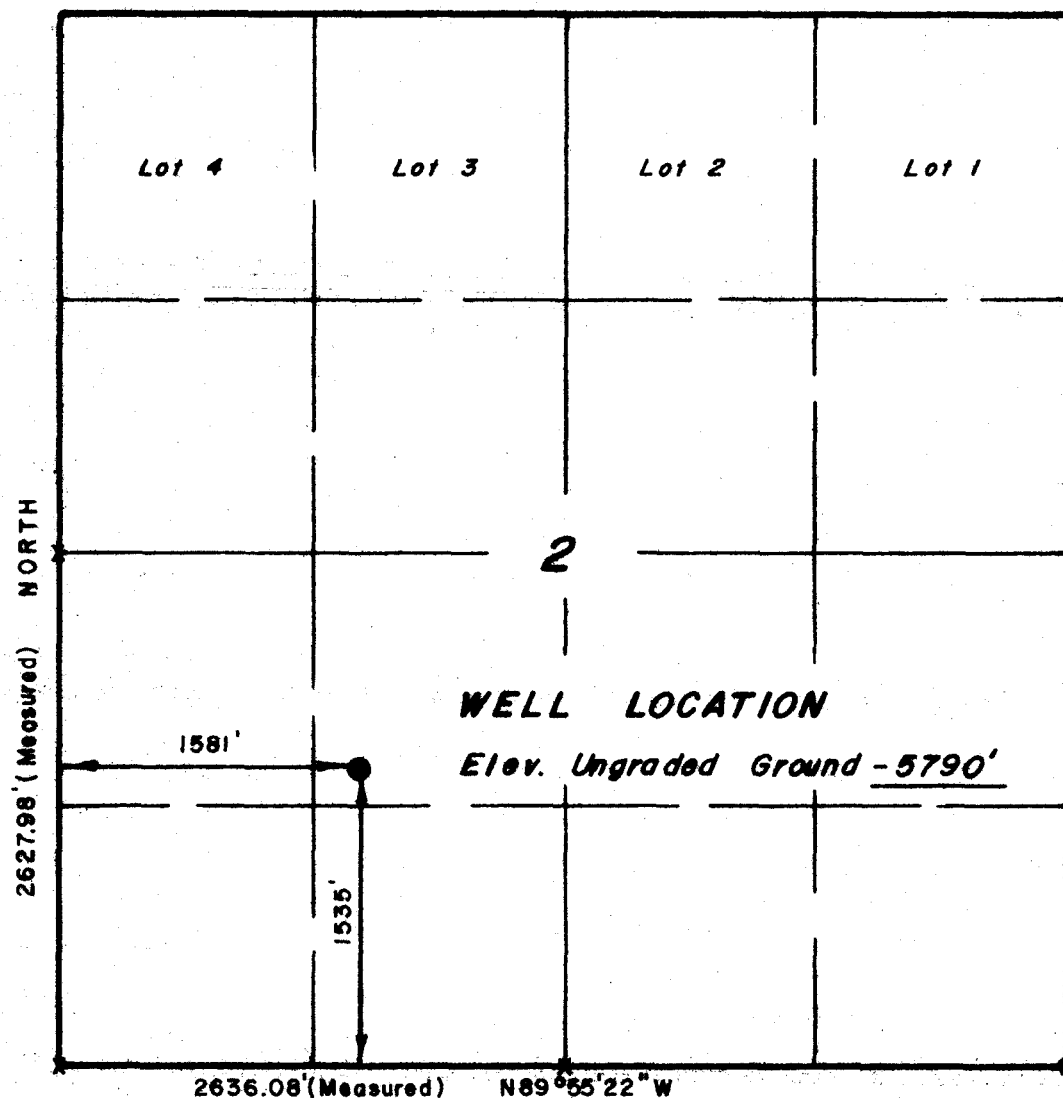 Lot 4 Lot 3 Lot 2 Lot 1
2
2627.98' (Measured) NORTH
WELL LOCATION
Elev. Ungraded Ground - 5790'
1581'
1535'
2636.08' (Measured) N89°55'22"W